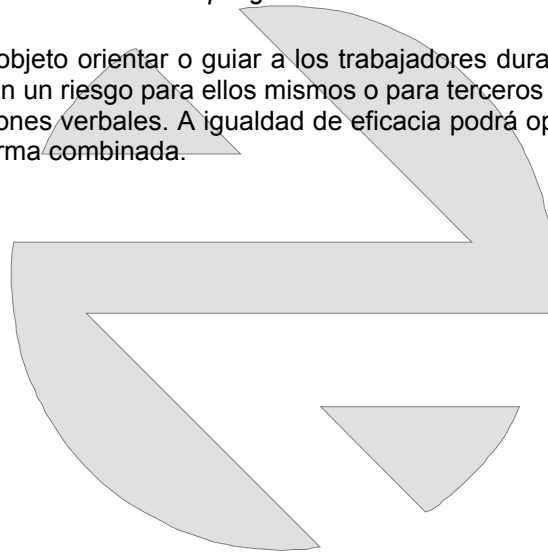 objeto orientar o guiar a los trabajadores dura
n un riesgo para ellos mismos o para terceros
ones verbales. A igualdad de eficacia podrá op
rma combinada.